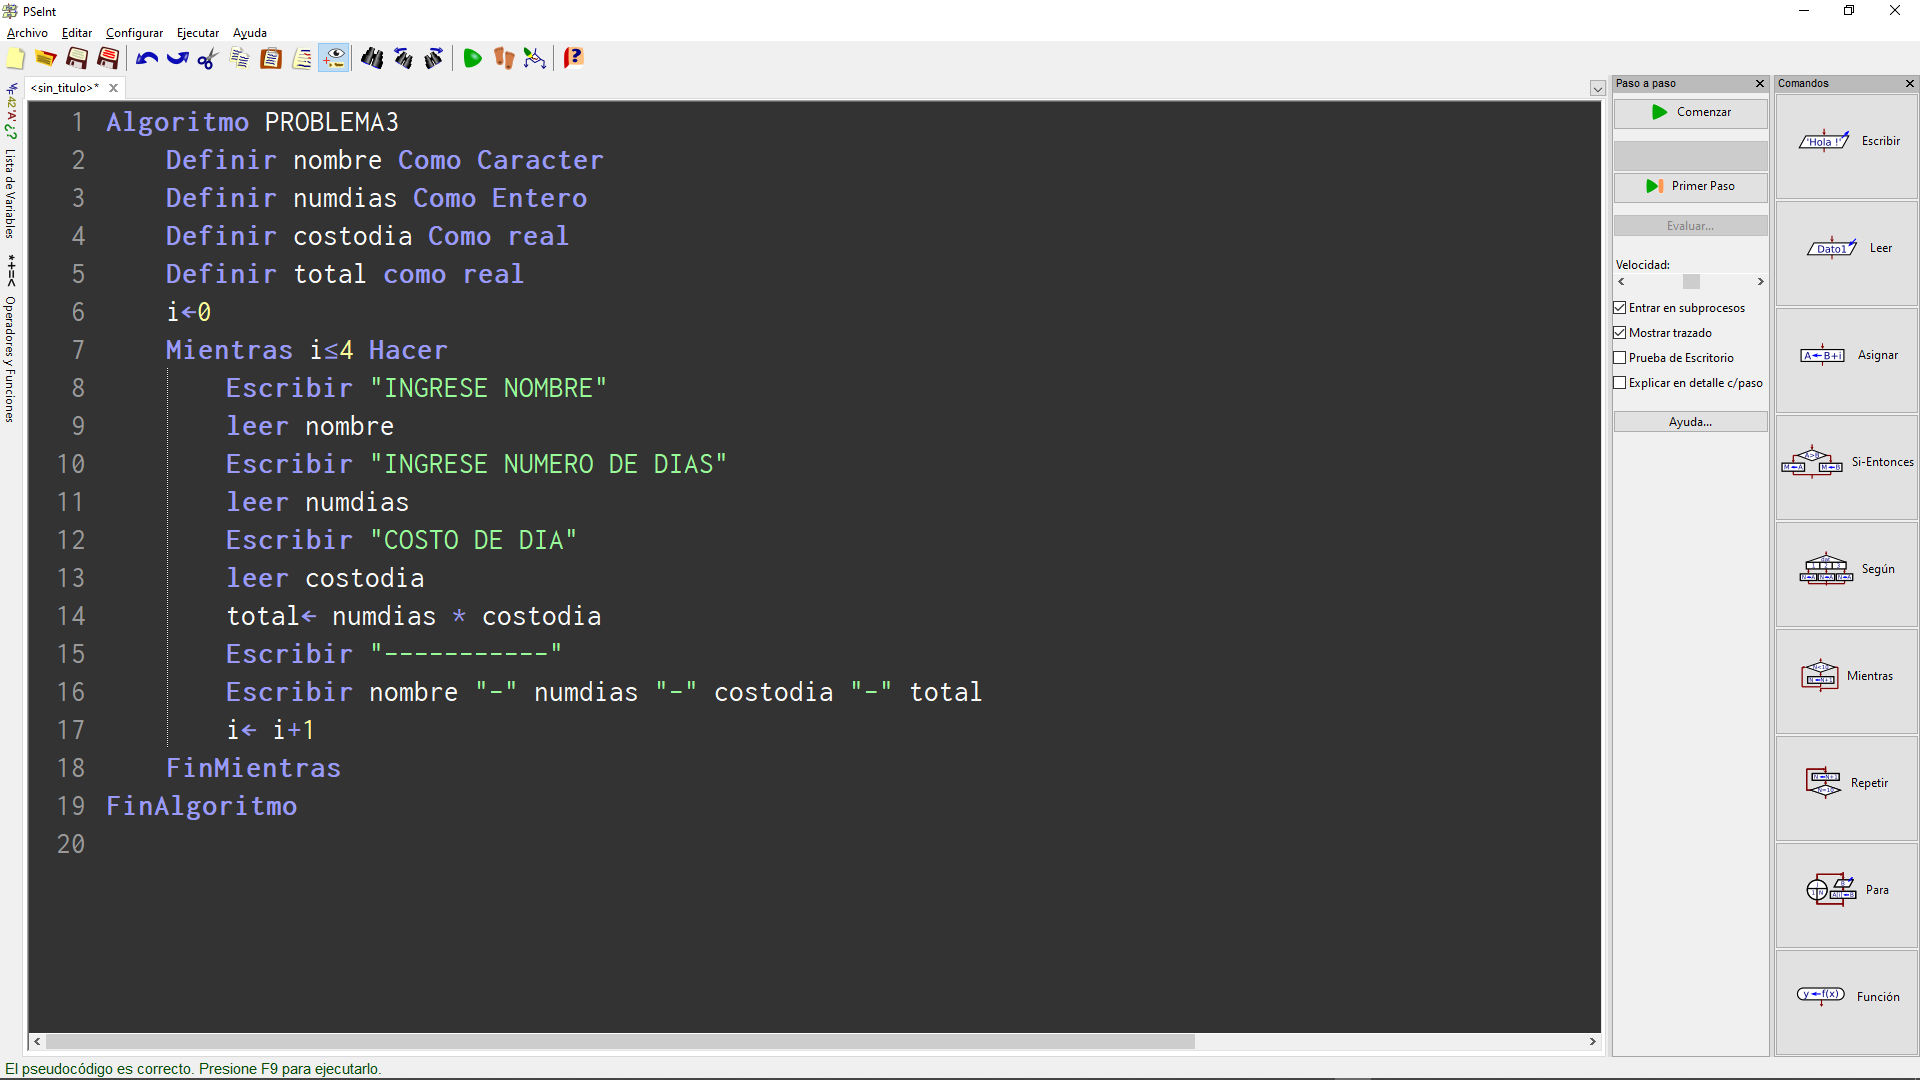 PSeInt
Archivo Editar Configurar Ejecutar Ayuda
<sin_titulo>*
Lista de Variables
Operadores y Funciones
1 Algoritmo PROBLEMA3
2 Definir nombre Como Caracter
3 Definir numdias Como Entero
4 Definir costodia Como real
5 Definir total como real
6 i←0
7 Mientras i≤4 Hacer
8 Escribir "INGRESE NOMBRE"
9 leer nombre
10 Escribir "INGRESE NUMERO DE DIAS"
11 leer numdias
12 Escribir "COSTO DE DIA"
13 leer costodia
14 total← numdias * costodia
15 Escribir "-----------"
16 Escribir nombre "-" numdias "-" costodia "-" total
17 i← i+1
18 FinMientras
19 FinAlgoritmo
20
Paso a paso
Comenzar
Primer Paso
Evaluar...
Velocidad:
Entrar en subprocesos
Mostrar trazado
Prueba de Escritorio
Explicar en detalle c/paso
Ayuda...
Comandos
'Hola !' Escribir
Dato1 Leer
A←B+i Asignar
A>B M←A M←B Si-Entonces
Según
Mientras
Repetir
Para
y←f(x) Función
El pseudocódigo es correcto. Presione F9 para ejecutarlo.